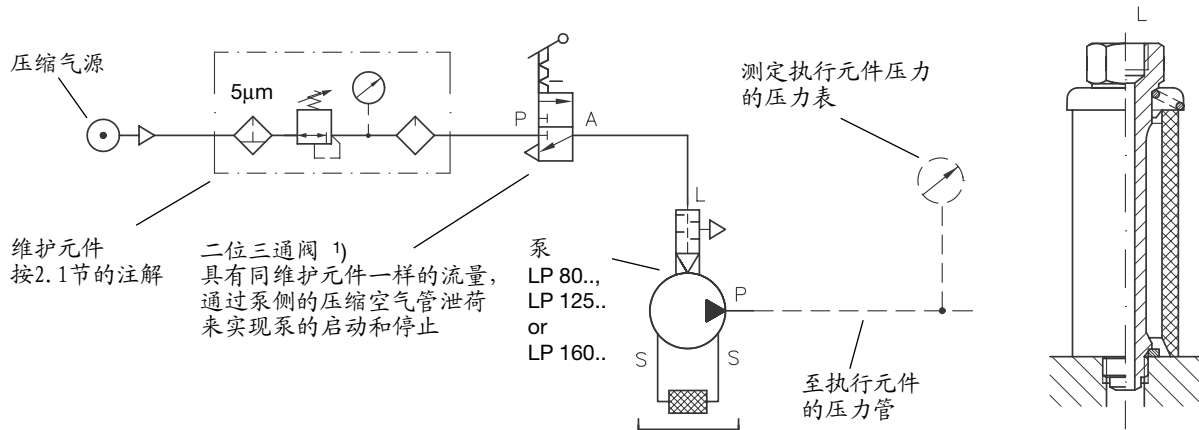 压缩气源
5μm
P
A
测定执行元件压力
的压力表
L
维护元件
按2.1节的注解
二位三通阀 1)
具有同维护元件一样的流量，
通过泵侧的压缩空气管泄荷
来实现泵的启动和停止
泵
LP 80..,
LP 125..
or
LP 160..
L
P
S
S
至执行元件
的压力管